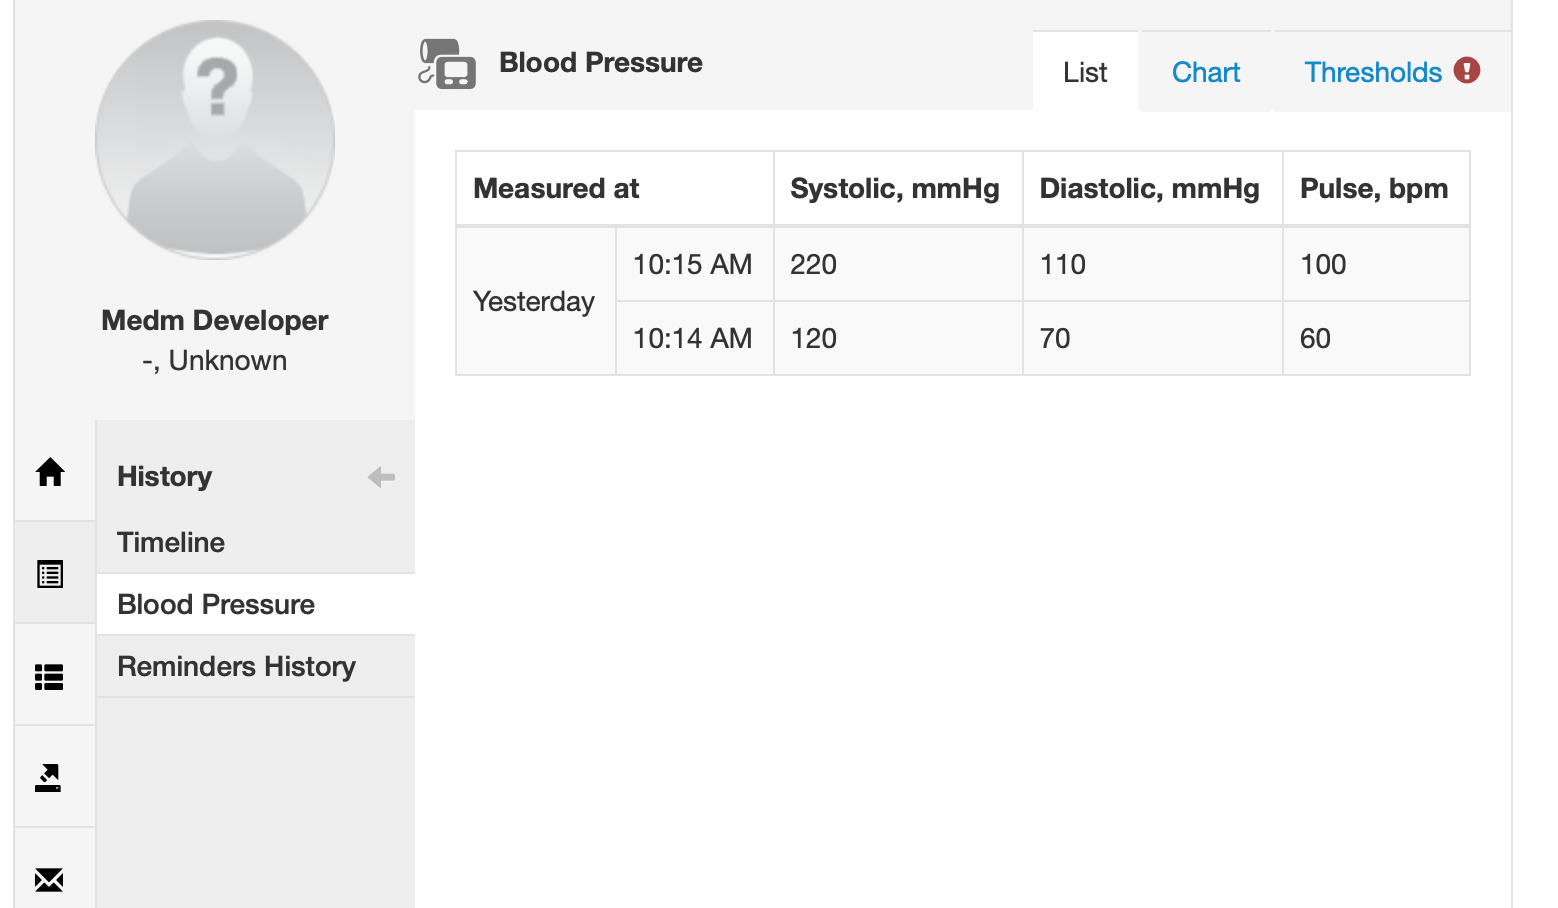 Blood Pressure
List
Chart
Thresholds
Measured at Systolic, mmHg Diastolic, mmHg Pulse, bpm
Yesterday
10:15 AM 220 110 100
10:14 AM 120 70 60
?
Medm Developer
-, Unknown
History
Timeline
Blood Pressure
Reminders History